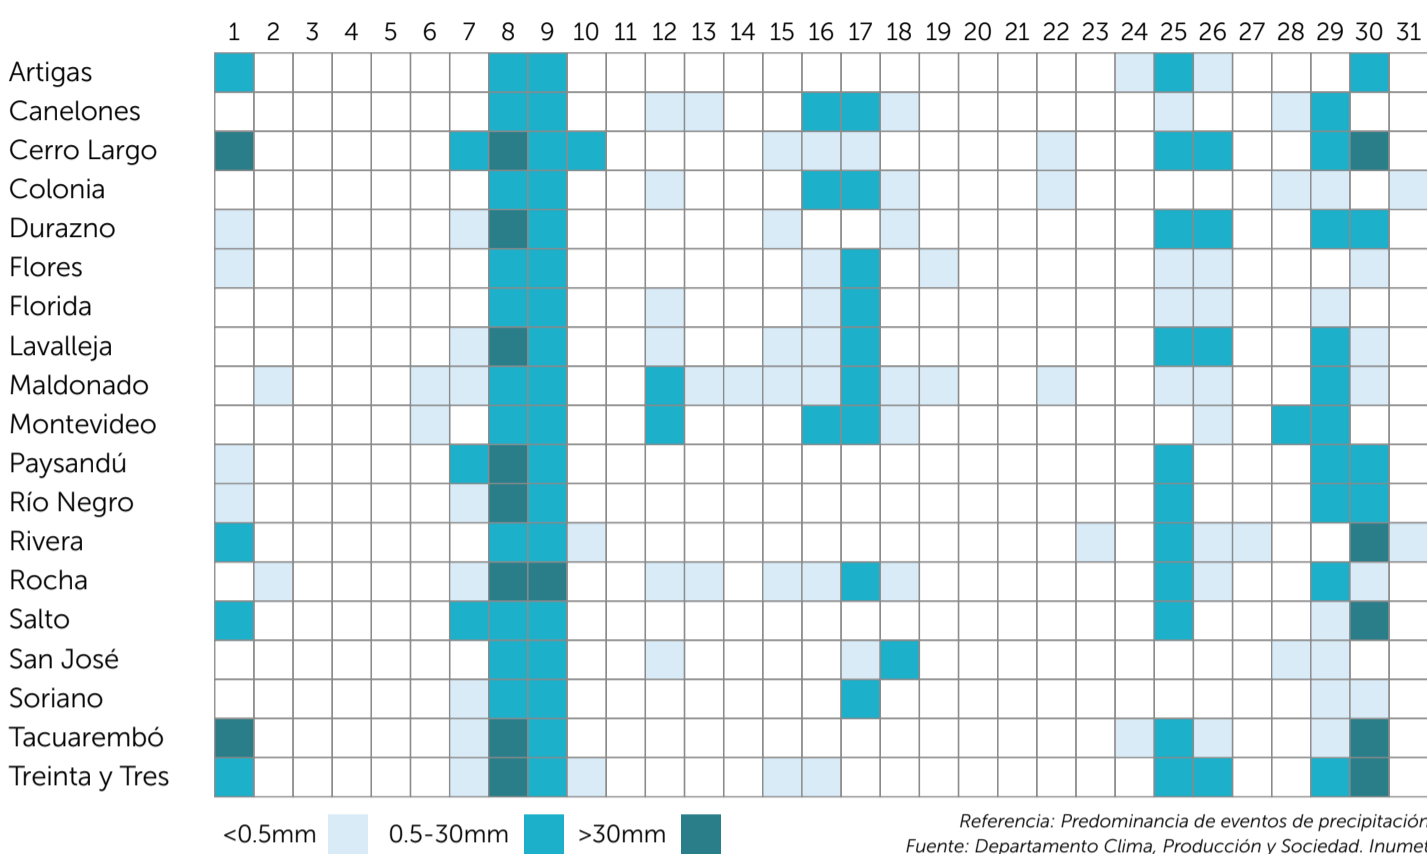 1 2 3 4 5 6 7 8 9 10 11 12 13 14 15 16 17 18 19 20 21 22 23 24 25 26 27 28 29 30 31
Artigas
Canelones
Cerro Largo
Colonia
Durazno
Flores
Florida
Lavalleja
Maldonado
Montevideo
Paysandú
Río Negro
Rivera
Rocha
Salto
San José
Soriano
Tacuarembó
Treinta y Tres
<0.5mm 0.5-30mm >30mm
Referencia: Predominancia de eventos de precipitación
Fuente: Departamento Clima, Producción y Sociedad. Inumet